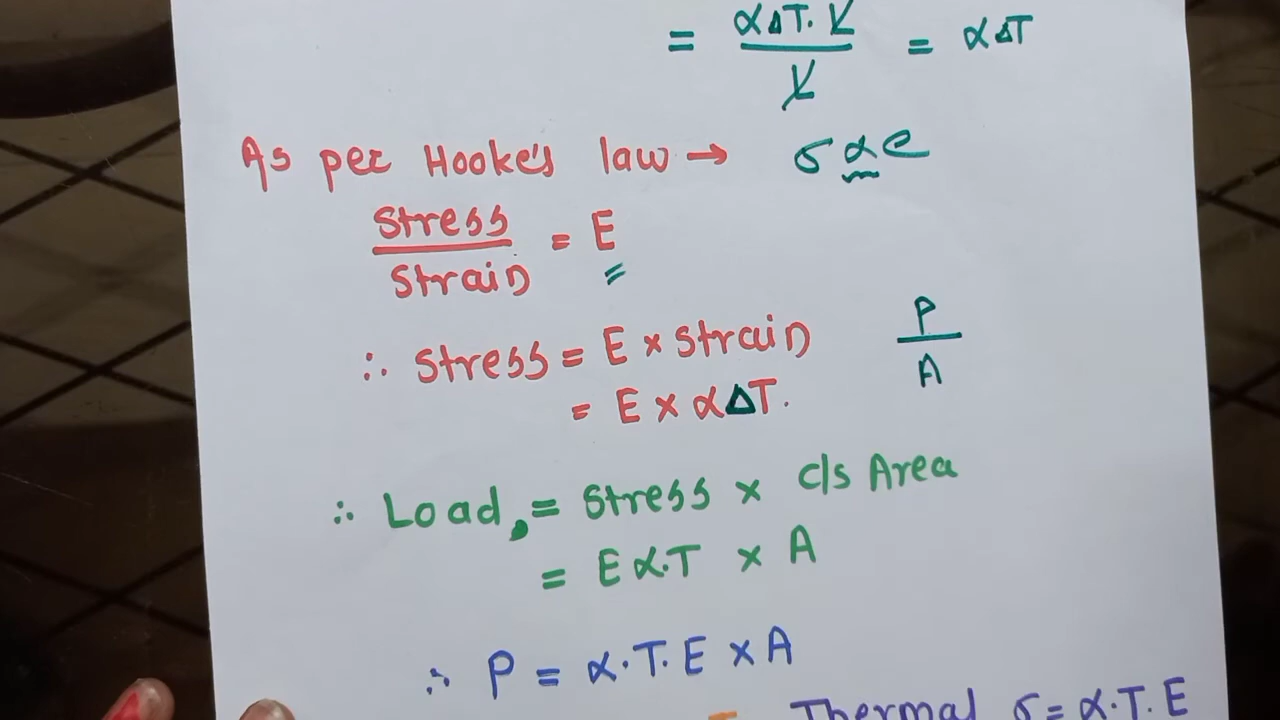 = αΔT.ℓ / ℓ = αΔT
As per Hooke's law → σ α e
Stress / Strain = E
∴ Stress = E × Strain
P / A
= E × αΔT.
∴ Load, = Stress × c/s Area
= Eα.T × A
∴ P = α.T.E × A
Thermal σ = α.T.E